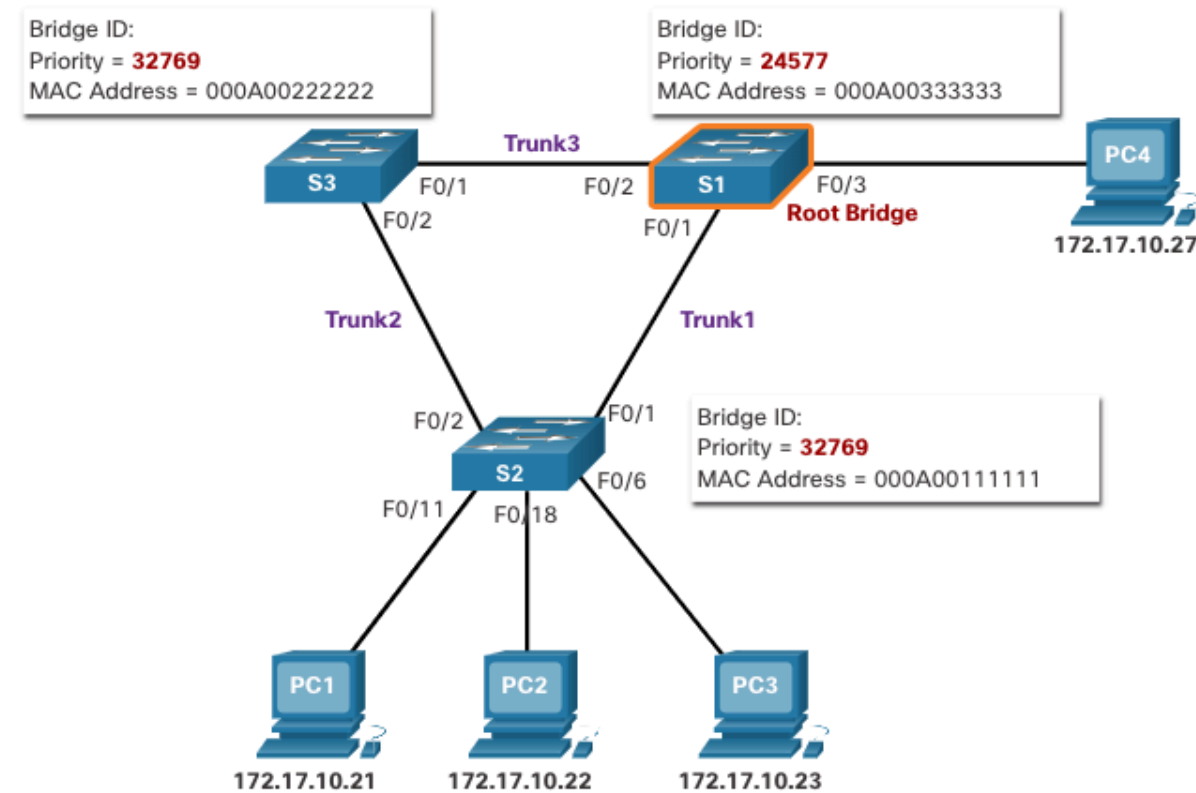 Bridge ID:
Priority = 32769
MAC Address = 000A00222222
Bridge ID:
Priority = 24577
MAC Address = 000A00333333
Trunk3
PC4
S3
F0/1
F0/2
S1
F0/3
Root Bridge
F0/2
F0/1
172.17.10.27
Trunk2
Trunk1
F0/2
F0/1
Bridge ID:
Priority = 32769
MAC Address = 000A00111111
S2
F0/6
F0/11
F0/18
PC1
PC2
PC3
172.17.10.21
172.17.10.22
172.17.10.23